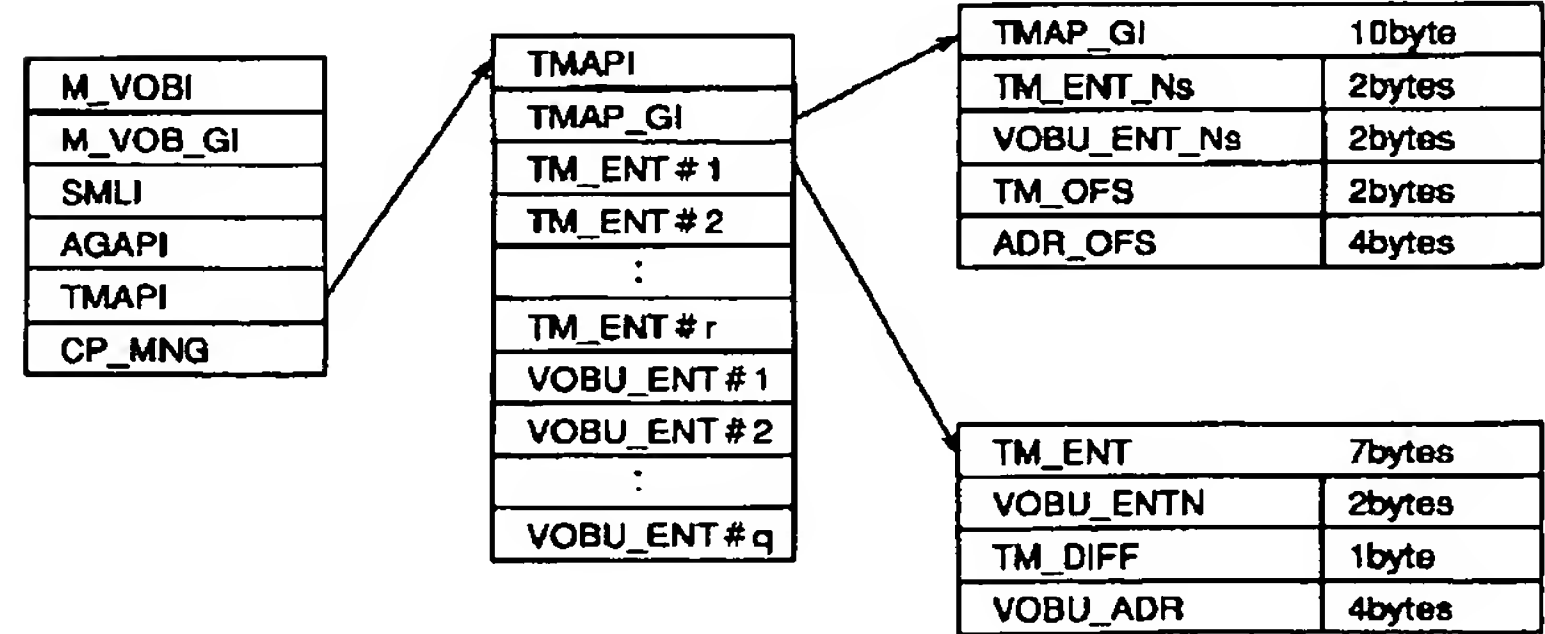 M_VOBI
M_VOB_GI
SMLI
AGAPI
TMAPI
CP_MNG
TMAPI
TMAP_GI
TM_ENT # 1
TM_ENT # 2
:
TM_ENT # r
VOBU_ENT # 1
VOBU_ENT # 2
:
VOBU_ENT # q
TMAP_GI 10byte
TM_ENT_Ns 2bytes
VOBU_ENT_Ns 2bytes
TM_OFS 2bytes
ADR_OFS 4bytes
TM_ENT 7bytes
VOBU_ENTN 2bytes
TM_DIFF 1byte
VOBU_ADR 4bytes